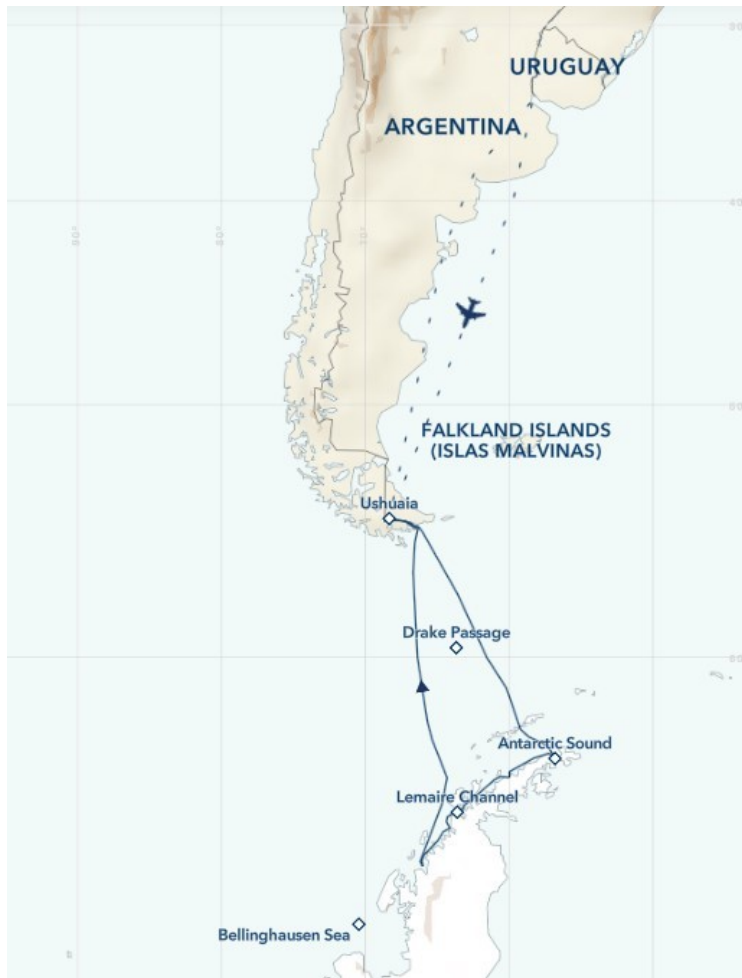 URUGUAY
ARGENTINA
FALKLAND ISLANDS
(ISLAS MALVINAS)
Ushuaia
Drake Passage
Antarctic Sound
Lemaire Channel
Bellinghausen Sea